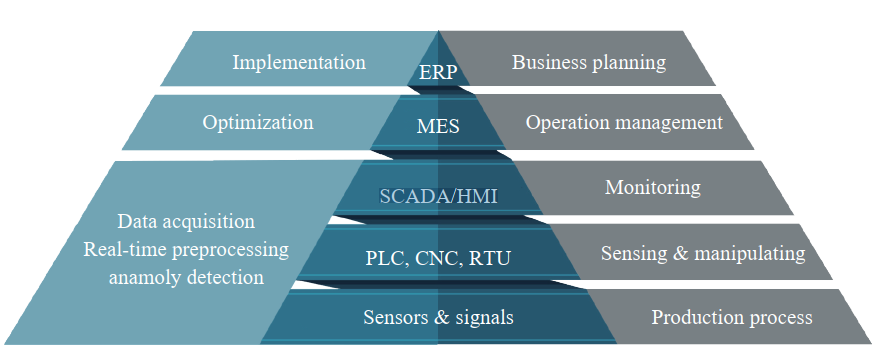 Implementation
ERP
Business planning
Optimization
MES
Operation management
SCADA/HMI
Monitoring
Data acquisition
Real-time preprocessing
anamoly detection
PLC, CNC, RTU
Sensing & manipulating
Sensors & signals
Production process